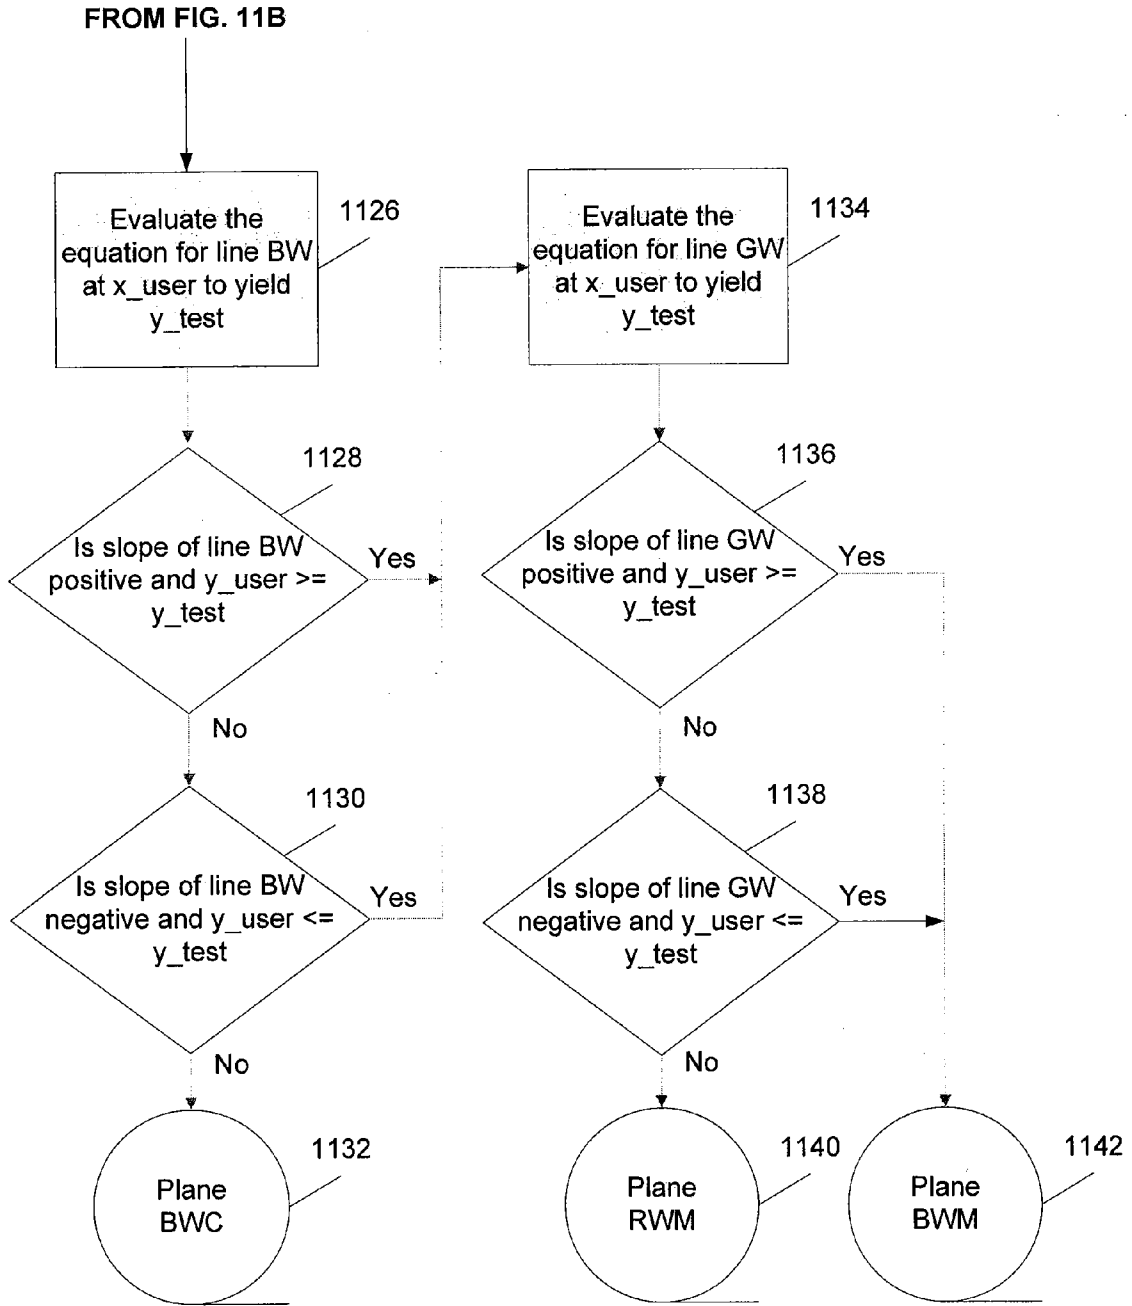 FROM FIG. 11B
Evaluate the
equation for line BW
at x_user to yield
y_test
1126
Is slope of line BW
positive and y_user >=
y_test
1128
Yes
No
Is slope of line BW
negative and y_user <=
y_test
1130
Yes
No
Plane
BWC
1132
Evaluate the
equation for line GW
at x_user to yield
y_test
1134
Is slope of line GW
positive and y_user >=
y_test
1136
Yes
No
Is slope of line GW
negative and y_user <=
y_test
1138
Yes
No
Plane
RWM
1140
Plane
BWM
1142